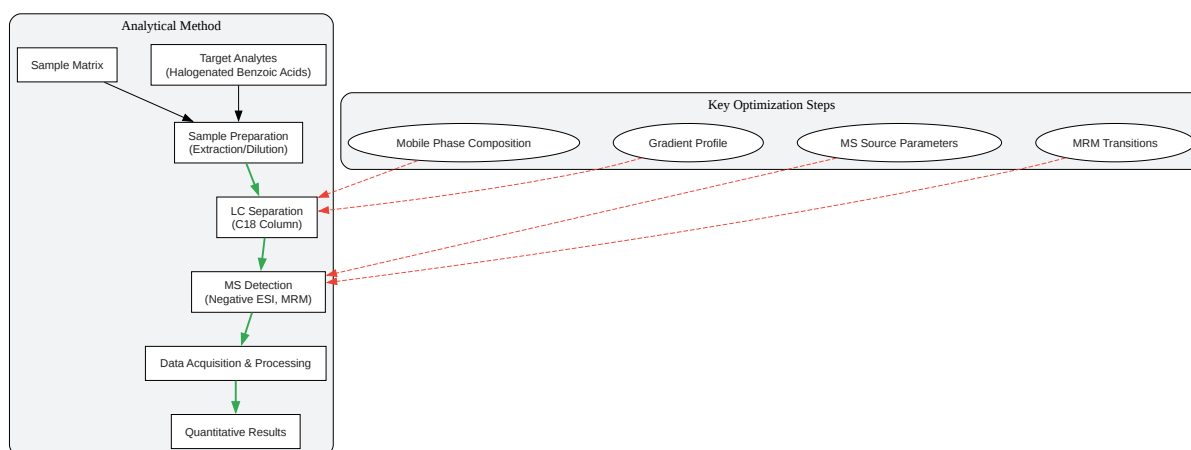 Analytical Method
Sample Matrix
Target Analytes
(Halogenated Benzoic Acids)
Sample Preparation
(Extraction/Dilution)
LC Separation
(C18 Column)
MS Detection
(Negative ESI, MRM)
Data Acquisition & Processing
Quantitative Results
Key Optimization Steps
Mobile Phase Composition
Gradient Profile
MS Source Parameters
MRM Transitions